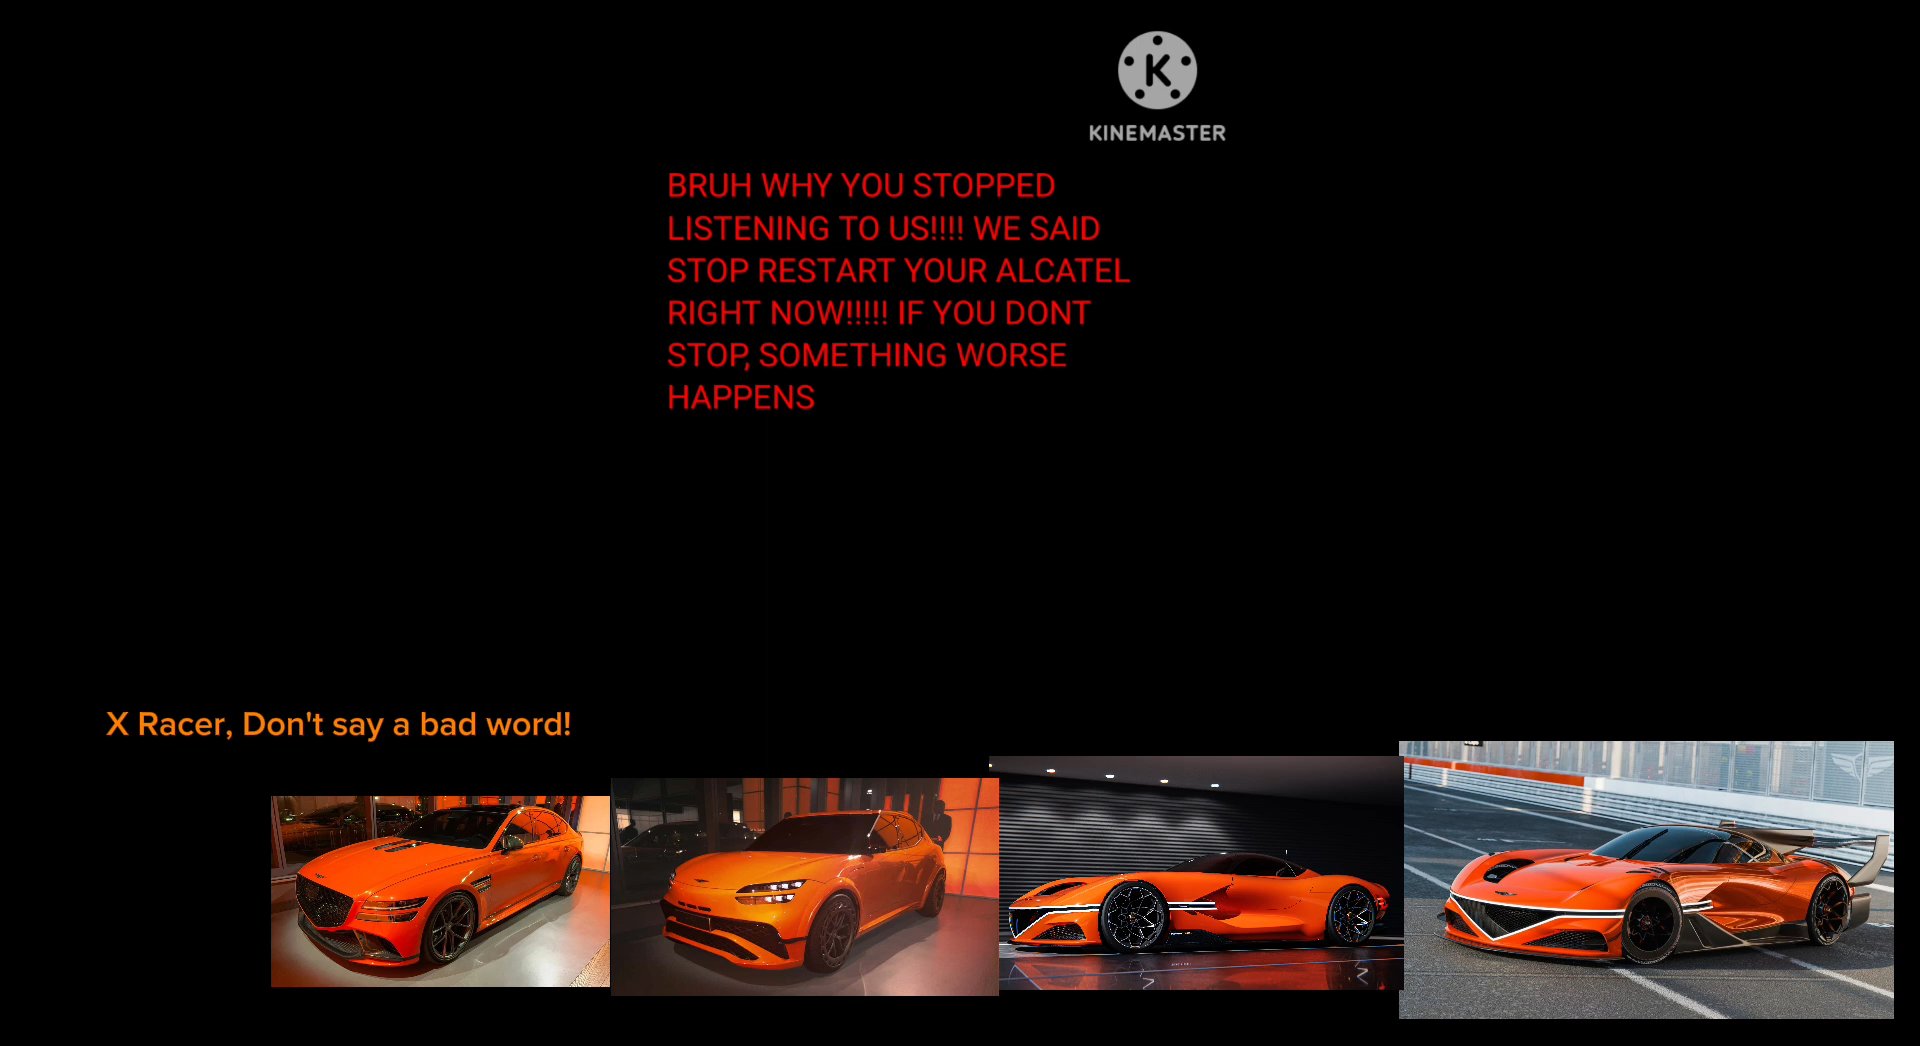 K
KINEMASTER
BRUH WHY YOU STOPPED
LISTENING TO US!!!! WE SAID
STOP RESTART YOUR ALCATEL
RIGHT NOW!!!!! IF YOU DONT
STOP, SOMETHING WORSE
HAPPENS
X Racer, Don't say a bad word!